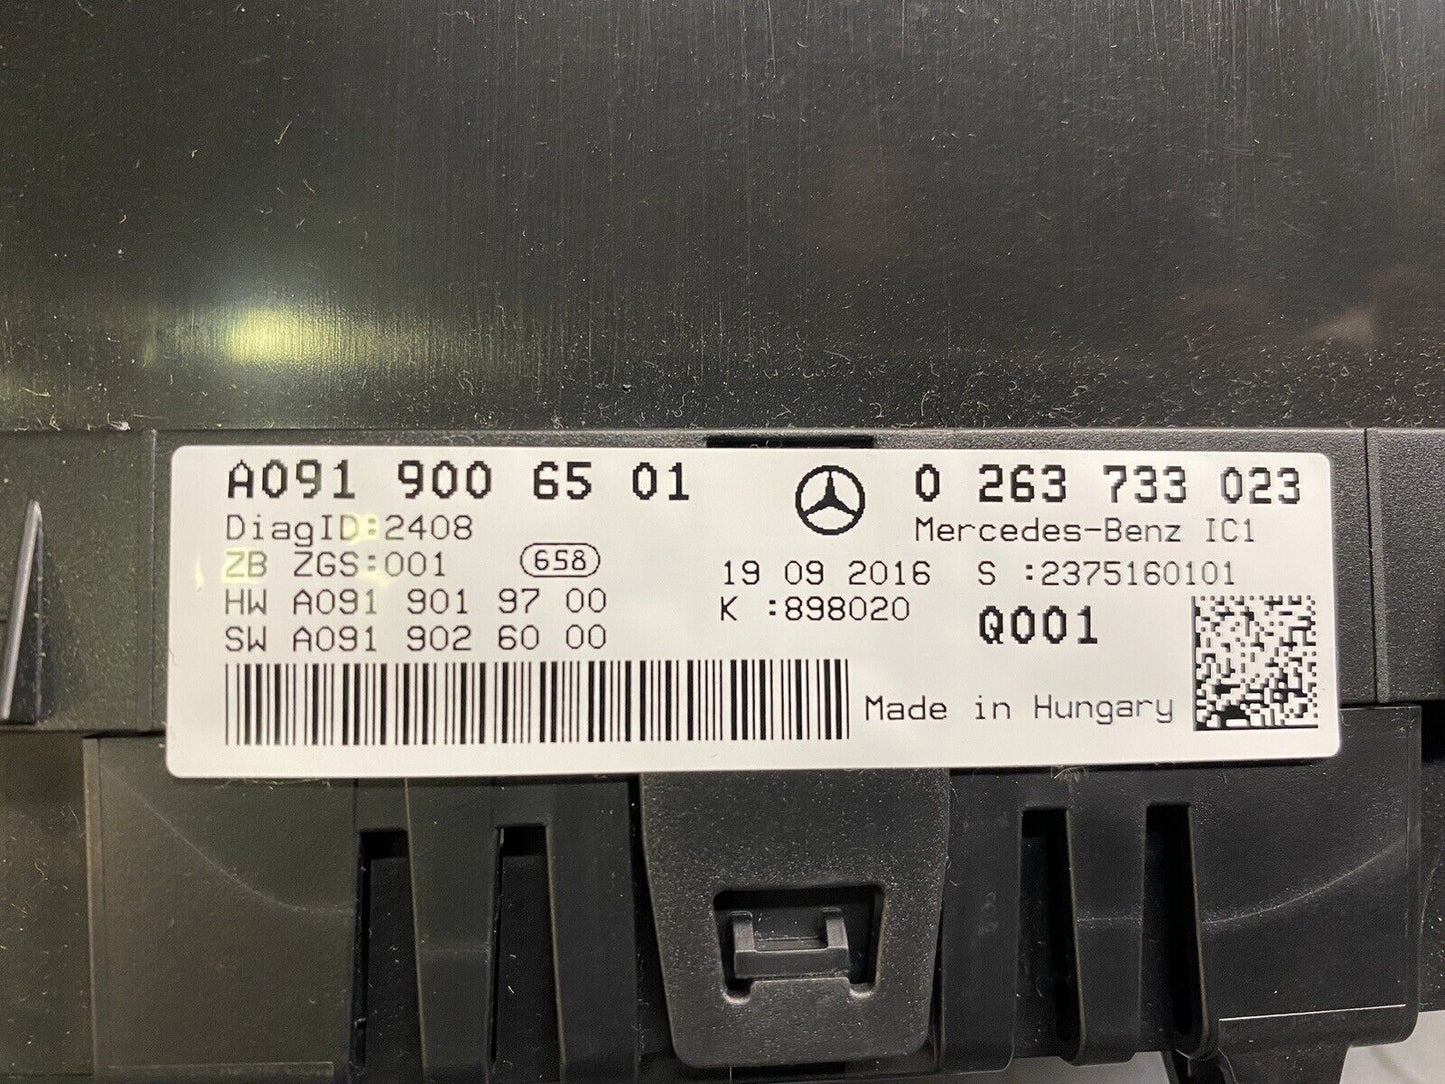 A091 900 65 01
DiagID:2408
ZB ZGS:001 658
HW A091 901 97 00
SW A091 902 60 00
0 263 733 023
Mercedes-Benz IC1
19 09 2016 S :2375160101
K :898020 Q001
Made in Hungary